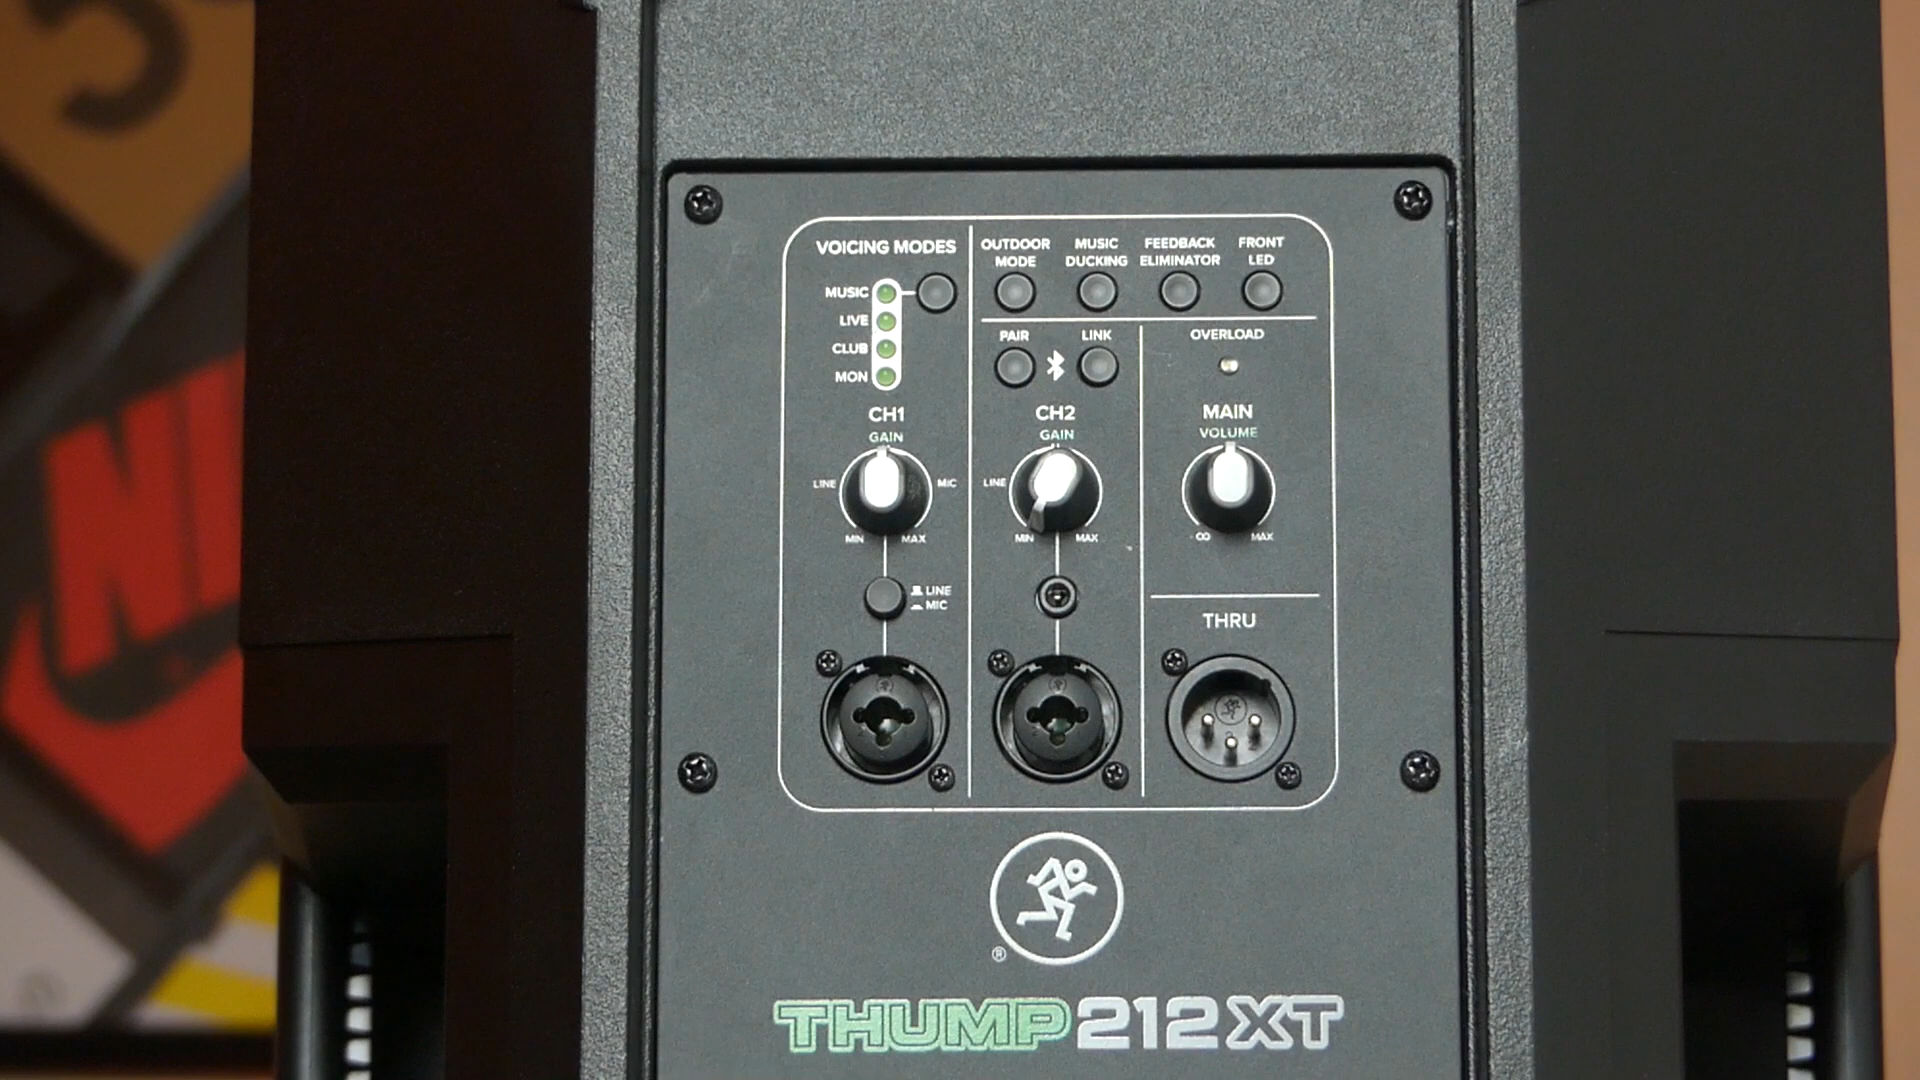 VOICING MODES
MUSIC
LIVE
CLUB
MON
OUTDOOR
MODE
MUSIC
DUCKING
FEEDBACK
ELIMINATOR
FRONT
LED
PAIR
LINK
OVERLOAD
CH1
GAIN
LINE
MIC
MIN
MAX
LINE
MIC
CH2
GAIN
LINE
MIN
MAX
MAIN
VOLUME
- ∞
MAX
THRU
®
THUMP212XT